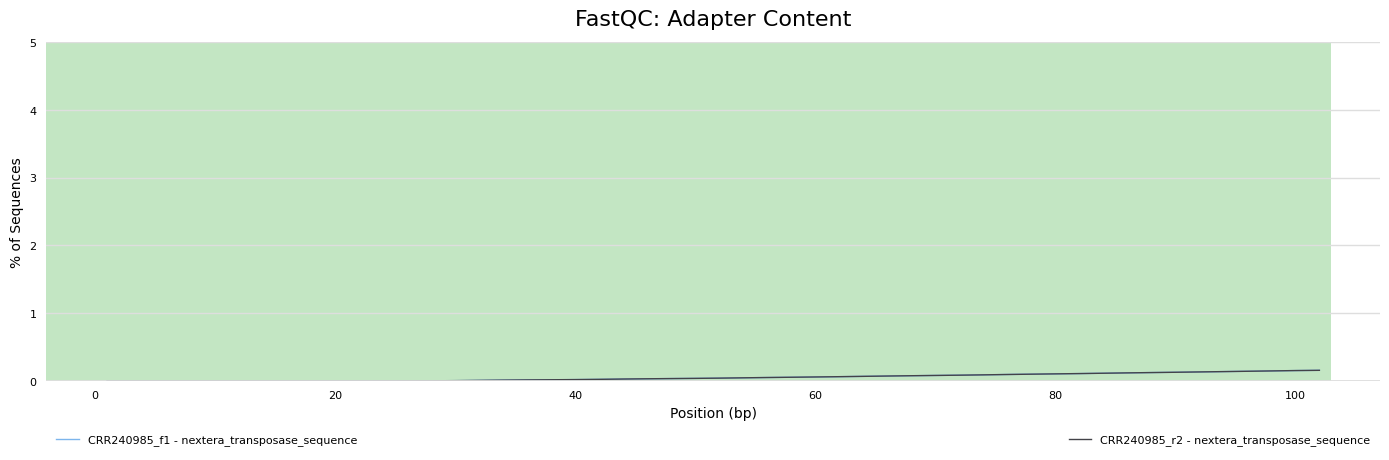 FastQC: Adapter Content
% of Sequences
5
4
3
2
1
0
0 20 40 60 80 100
Position (bp)
CRR240985_f1 - nextera_transposase_sequence
CRR240985_r2 - nextera_transposase_sequence